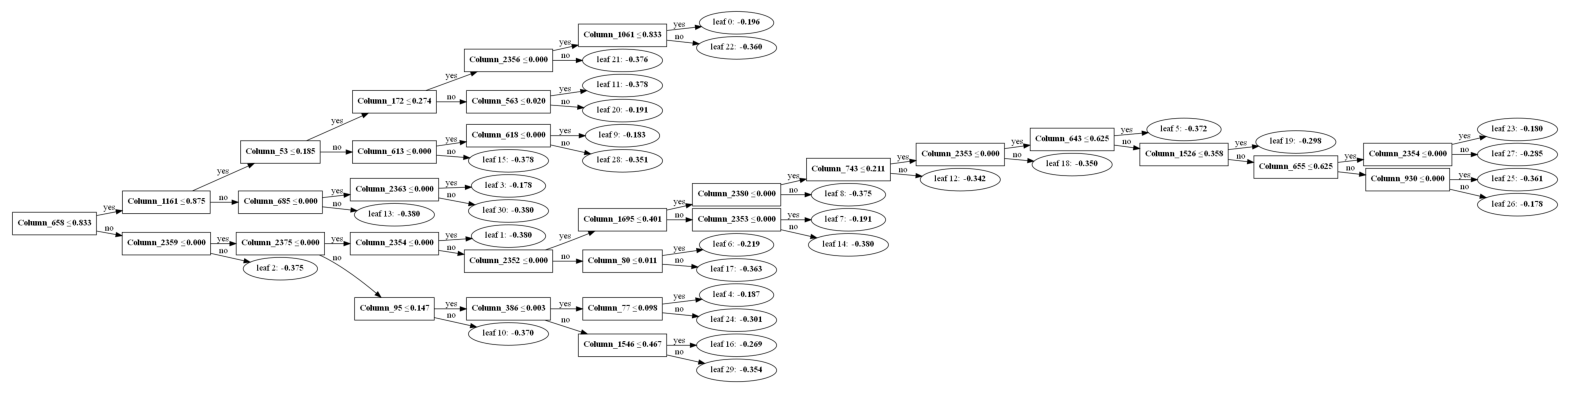 Column_658 ≤0.833
yes
no
Column_1161 ≤0.875
yes
no
Column_53 ≤0.185
yes
no
Column_172 ≤0.274
yes
no
Column_2356 ≤0.000
yes
no
Column_1061 ≤0.833
yes
no
leaf 0: -0.196
leaf 22: -0.360
leaf 21: -0.376
Column_563 ≤0.020
yes
no
leaf 11: -0.378
leaf 20: -0.191
Column_613 ≤0.000
yes
no
Column_618 ≤0.000
yes
no
leaf 9: -0.183
leaf 28: -0.351
leaf 15: -0.378
Column_685 ≤0.000
yes
no
Column_2363 ≤0.000
yes
no
leaf 3: -0.178
leaf 30: -0.380
leaf 13: -0.380
Column_2359 ≤0.000
yes
no
Column_2375 ≤0.000
yes
no
leaf 2: -0.375
Column_2354 ≤0.000
yes
no
leaf 1: -0.380
Column_2352 ≤0.000
yes
no
Column_1695 ≤0.401
yes
no
Column_2380 ≤0.000
yes
no
Column_743 ≤0.211
yes
no
Column_2353 ≤0.000
yes
no
Column_643 ≤0.625
yes
no
leaf 5: -0.372
Column_1526 ≤0.358
yes
no
leaf 19: -0.298
Column_655 ≤0.625
yes
no
Column_2354 ≤0.000
yes
no
leaf 23: -0.180
leaf 27: -0.285
Column_930 ≤0.000
yes
no
leaf 25: -0.361
leaf 26: -0.178
leaf 18: -0.350
leaf 12: -0.342
leaf 8: -0.375
Column_2353 ≤0.000
yes
no
leaf 7: -0.191
leaf 14: -0.380
Column_80 ≤0.011
yes
no
leaf 6: -0.219
leaf 17: -0.363
Column_95 ≤0.147
yes
no
Column_386 ≤0.003
yes
no
leaf 10: -0.370
Column_77 ≤0.098
yes
no
leaf 4: -0.187
leaf 24: -0.301
Column_1546 ≤0.467
yes
no
leaf 16: -0.269
leaf 29: -0.354